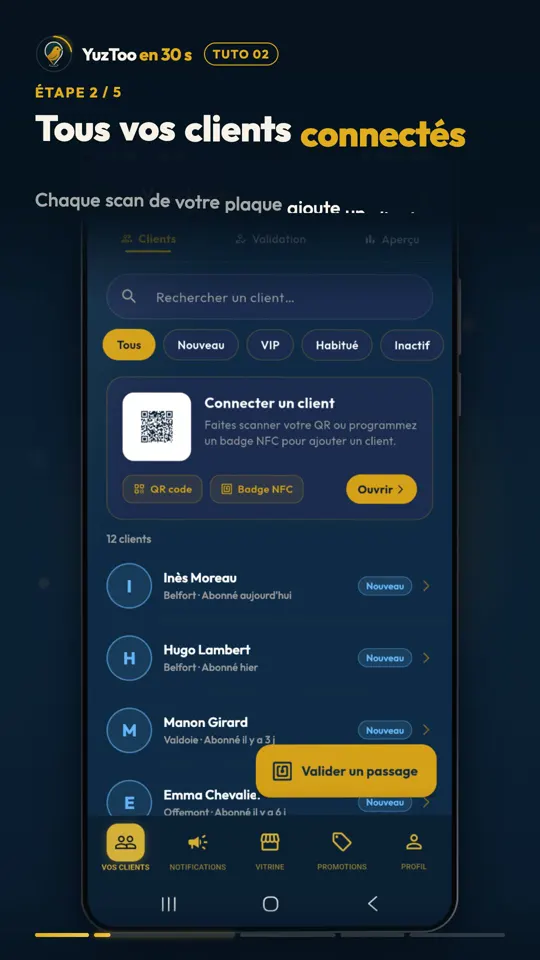 YuzToo en 30 s TUTO 02
ÉTAPE 2 / 5
Tous vos clients connectés
Chaque scan de votre plaque ajoute
Clients Validation Aperçu
Rechercher un client...
Tous Nouveau VIP Habitué Inactif
Connecter un client
Faites scanner votre QR ou programmez
un badge NFC pour ajouter un client.
QR code Badge NFC Ouvrir
12 clients
I Inès Moreau Nouveau
Belfort · Abonné aujourd'hui
H Hugo Lambert Nouveau
Belfort · Abonné hier
M Manon Girard Nouveau
Valdoie · Abonné il y a 3 j
Valider un passage
E Emma Chevalier Nouveau
Offemont · Abonné il y a 6 j
VOS CLIENTS NOTIFICATIONS VITRINE PROMOTIONS PROFIL